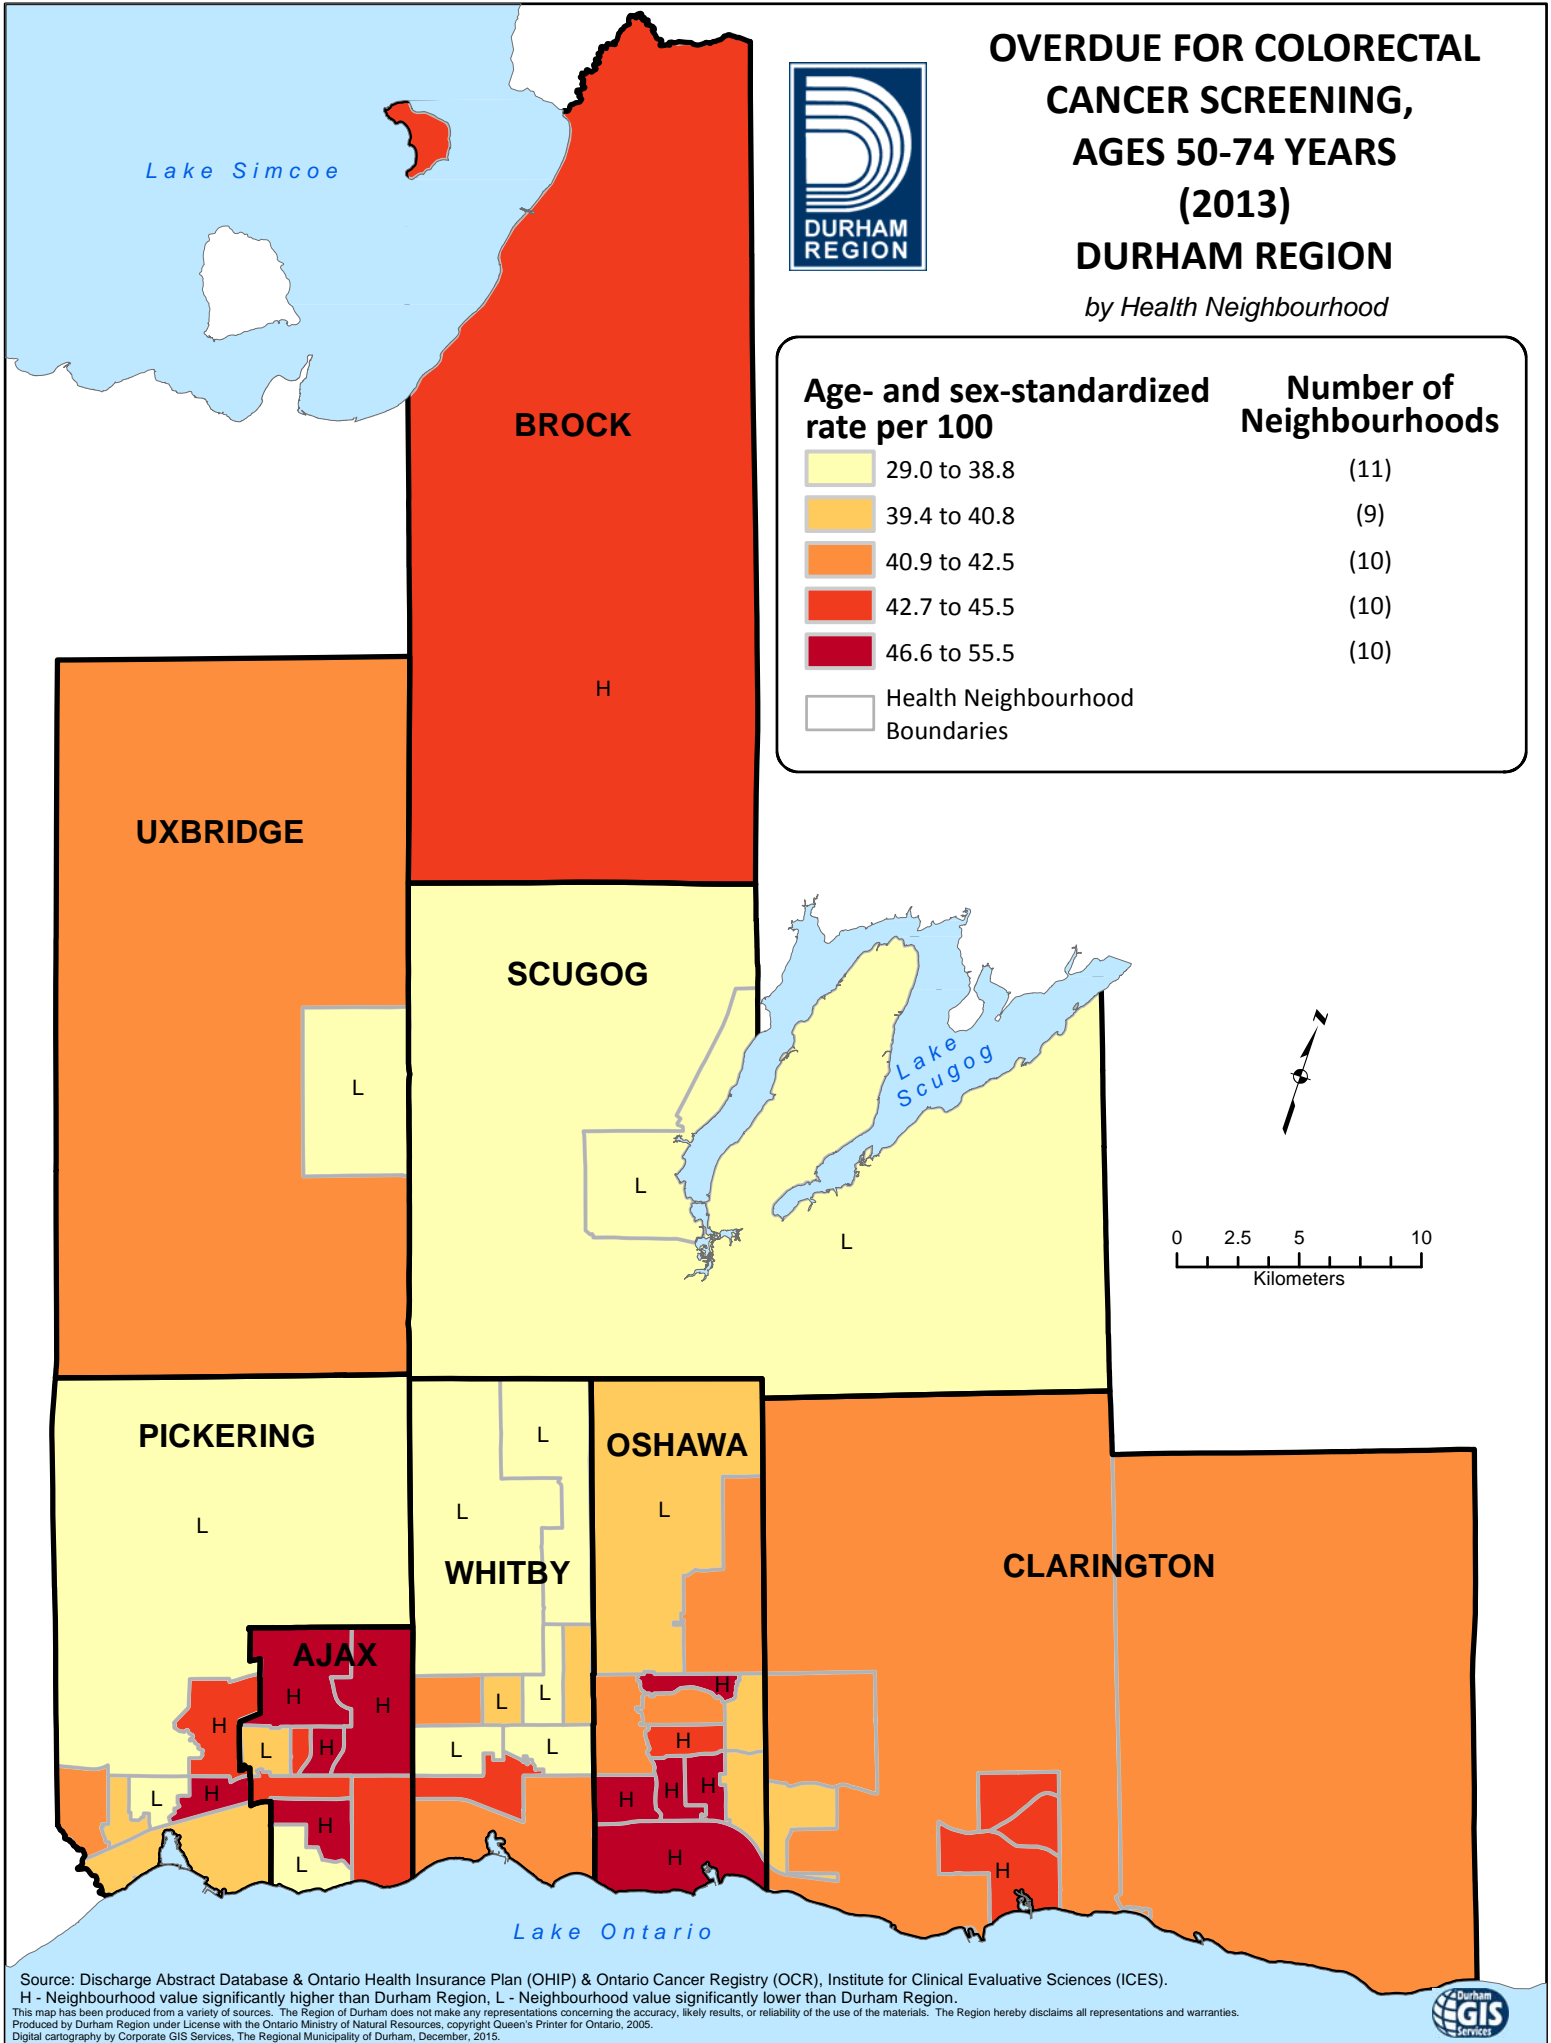 OVERDUE FOR COLORECTAL
CANCER SCREENING,
AGES 50-74 YEARS
(2013)
DURHAM REGION
by Health Neighbourhood
DURHAM
REGION
Age- and sex-standardized
rate per 100
Number of
Neighbourhoods
29.0 to 38.8 (11)
39.4 to 40.8 (9)
40.9 to 42.5 (10)
42.7 to 45.5 (10)
46.6 to 55.5 (10)
Health Neighbourhood
Boundaries
Lake Simcoe
BROCK
H
UXBRIDGE
L
SCUGOG
Lake
Scugog
L
L
N
0 2.5 5 10
Kilometers
PICKERING
L
WHITBY
L
L
OSHAWA
L
CLARINGTON
AJAX
H
H
H
L
H
L
H
H
L
L
L
L
L
H
H
H
H
H
H
H
Lake Ontario
Source: Discharge Abstract Database & Ontario Health Insurance Plan (OHIP) & Ontario Cancer Registry (OCR), Institute for Clinical Evaluative Sciences (ICES).
H - Neighbourhood value significantly higher than Durham Region, L - Neighbourhood value significantly lower than Durham Region.
This map has been produced from a variety of sources. The Region of Durham does not make any representations concerning the accuracy, likely results, or reliability of the use of the materials. The Region hereby disclaims all representations and warranties.
Produced by Durham Region under License with the Ontario Ministry of Natural Resources, copyright Queen's Printer for Ontario, 2005.
Digital cartography by Corporate GIS Services, The Regional Municipality of Durham, December, 2015.
Durham
GIS
Services